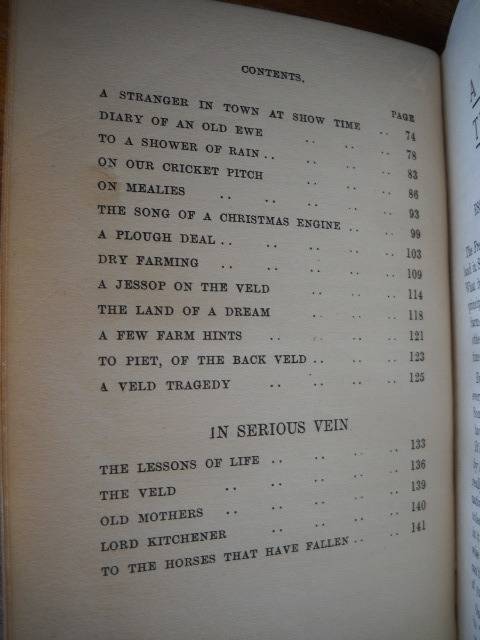 CONTENTS.
PAGE
A STRANGER IN TOWN AT SHOW TIME .. 74
DIARY OF AN OLD EWE .. .. .. 78
TO A SHOWER OF RAIN .. .. .. .. 83
ON OUR CRICKET PITCH .. .. .. 86
ON MEALIES .. .. .. .. 93
THE SONG OF A CHRISTMAS ENGINE .. .. 99
A PLOUGH DEAL .. .. .. .. 103
DRY FARMING .. .. .. .. 109
A JESSOP ON THE VELD .. .. .. 114
THE LAND OF A DREAM .. .. .. 118
A FEW FARM HINTS .. .. .. .. 121
TO PIET, OF THE BACK VELD .. .. .. 123
A VELD TRAGEDY .. .. .. .. 125
IN SERIOUS VEIN
THE LESSONS OF LIFE .. .. .. .. 133
THE VELD .. .. .. .. 136
OLD MOTHERS .. .. .. .. 139
LORD KITCHENER .. .. .. 140
TO THE HORSES THAT HAVE FALLEN .. .. 141